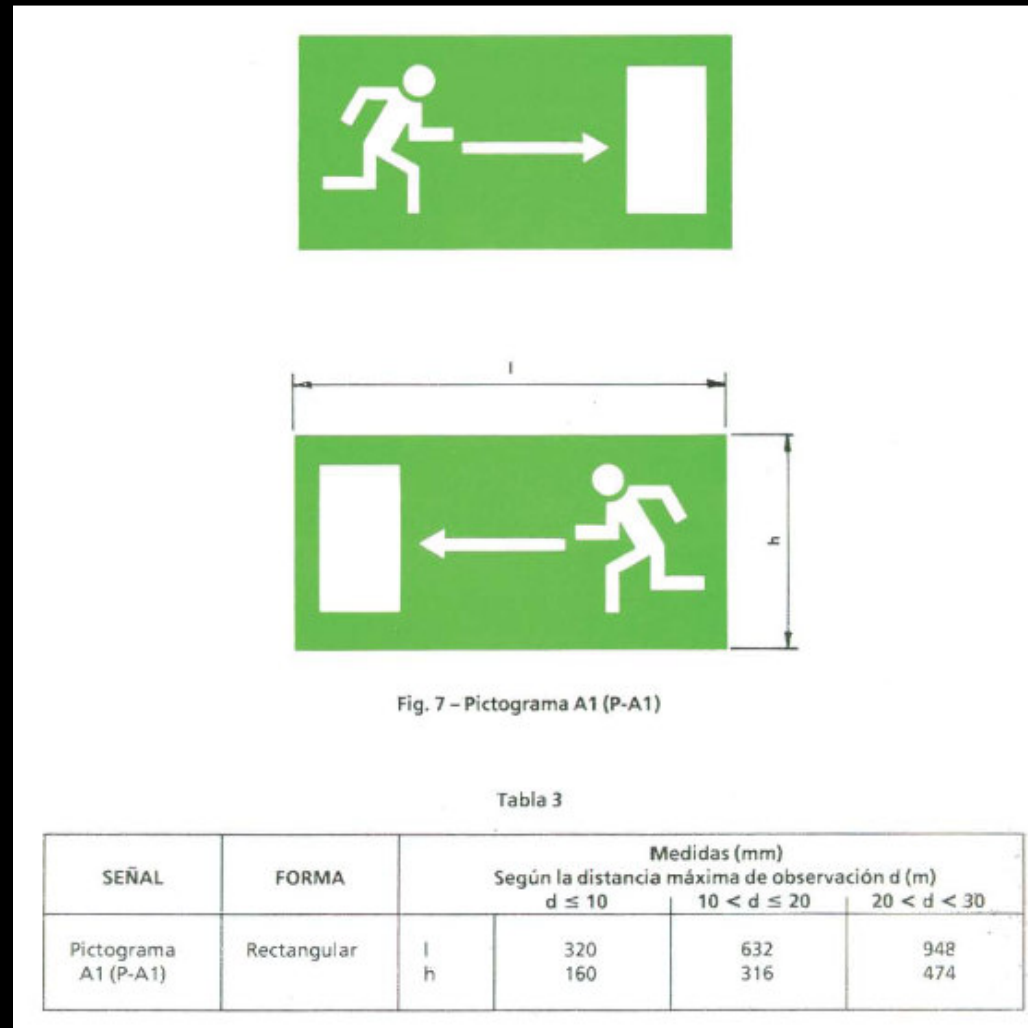 l
h
Fig. 7 – Pictograma A1 (P-A1)
Tabla 3
SEÑAL FORMA Medidas (mm)
Según la distancia máxima de observación d (m)
d ≤ 10 10 < d ≤ 20 20 < d < 30
Pictograma A1 (P-A1) Rectangular l 320 632 948
h 160 316 474